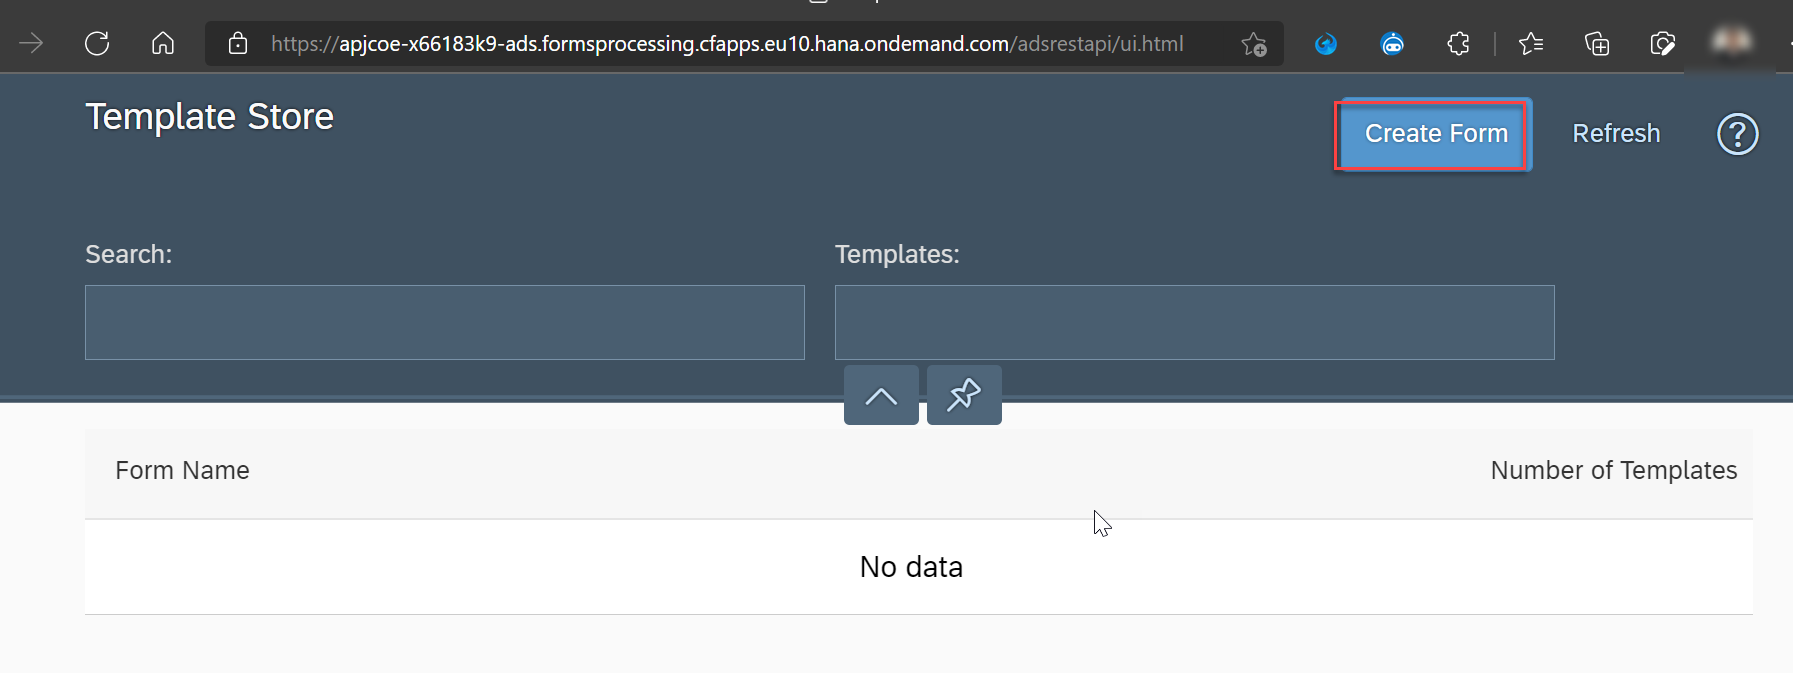 https://apjcoe-x66183k9-ads.formsprocessing.cfapps.eu10.hana.ondemand.com/adsrestapi/ui.html
Template Store
Create Form
Refresh
?
Search:
Templates:
Form Name
Number of Templates
No data